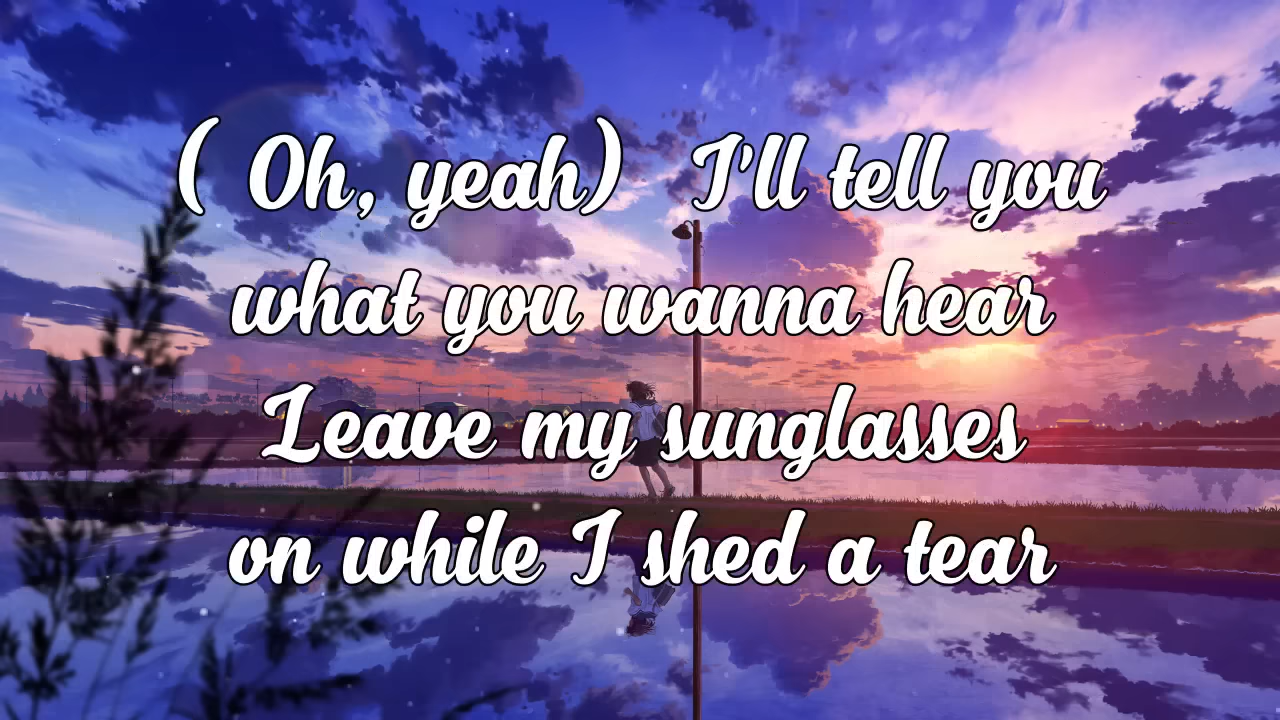 ( Oh, yeah) I'll tell you
what you wanna hear
Leave my sunglasses
on while I shed a tear